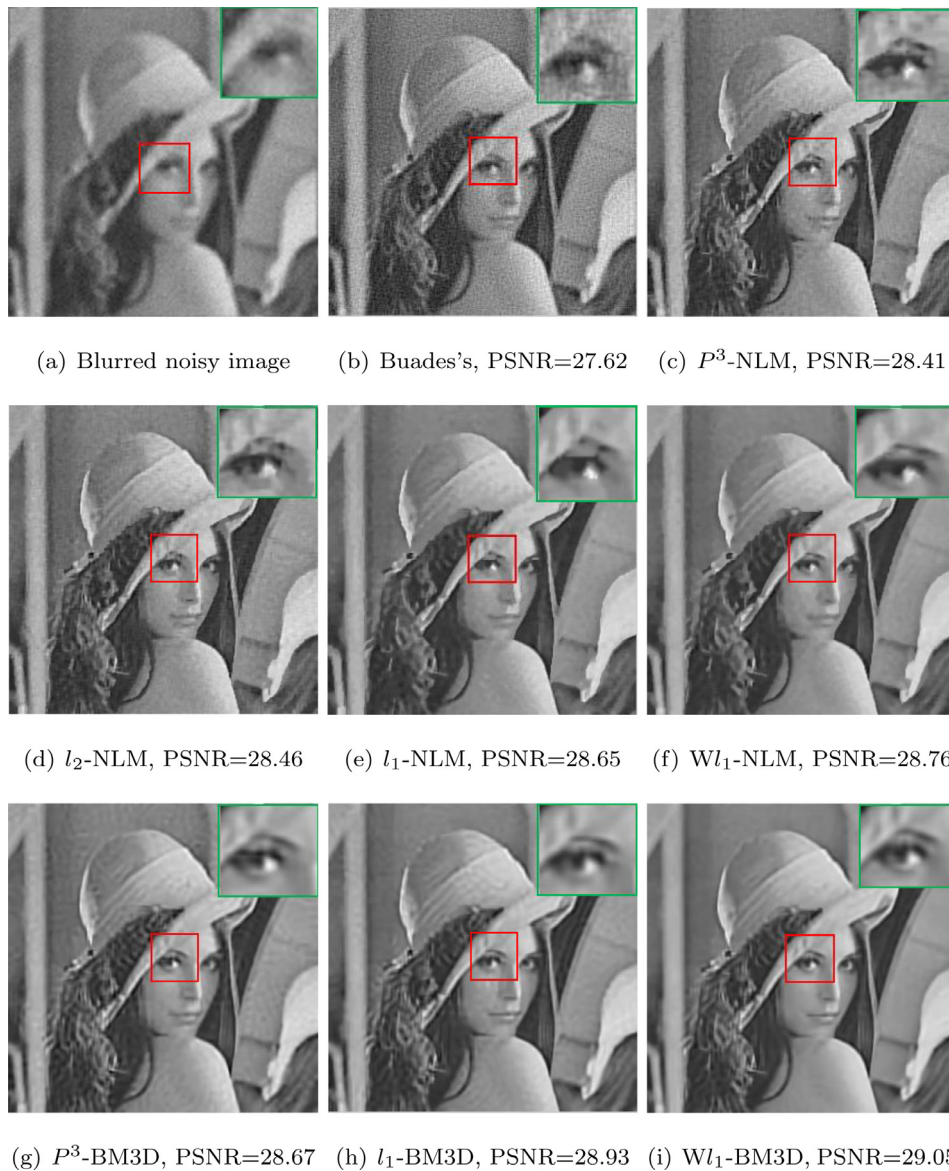 (a) Blurred noisy image
(b) Buades's, PSNR=27.62
(c) P³-NLM, PSNR=28.41
(d) l₂-NLM, PSNR=28.46
(e) l₁-NLM, PSNR=28.65
(f) Wl₁-NLM, PSNR=28.76
(g) P³-BM3D, PSNR=28.67
(h) l₁-BM3D, PSNR=28.93
(i) Wl₁-BM3D, PSNR=29.0